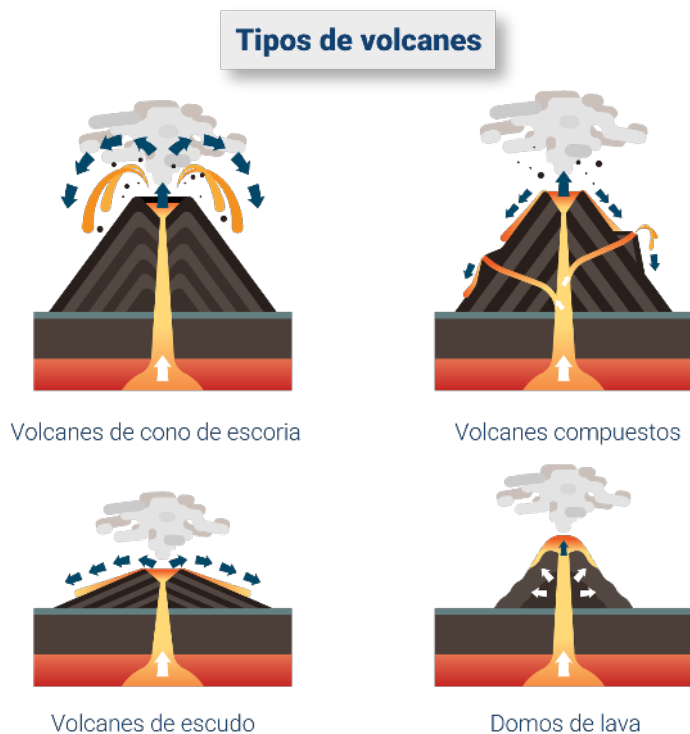 Tipos de volcanes
Volcanes de cono de escoria
Volcanes compuestos
Volcanes de escudo
Domos de lava